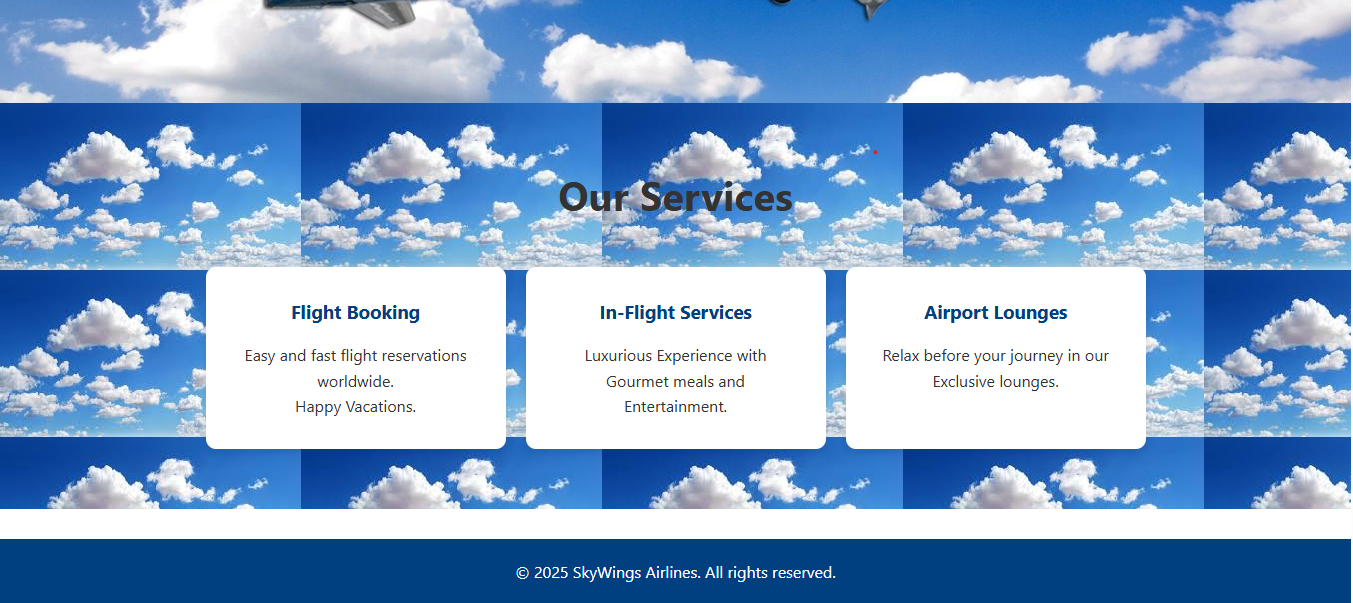 Our Services
Flight Booking
Easy and fast flight reservations
worldwide.
Happy Vacations.
In-Flight Services
Luxurious Experience with
Gourmet meals and
Entertainment.
Airport Lounges
Relax before your journey in our
Exclusive lounges.
© 2025 SkyWings Airlines. All rights reserved.